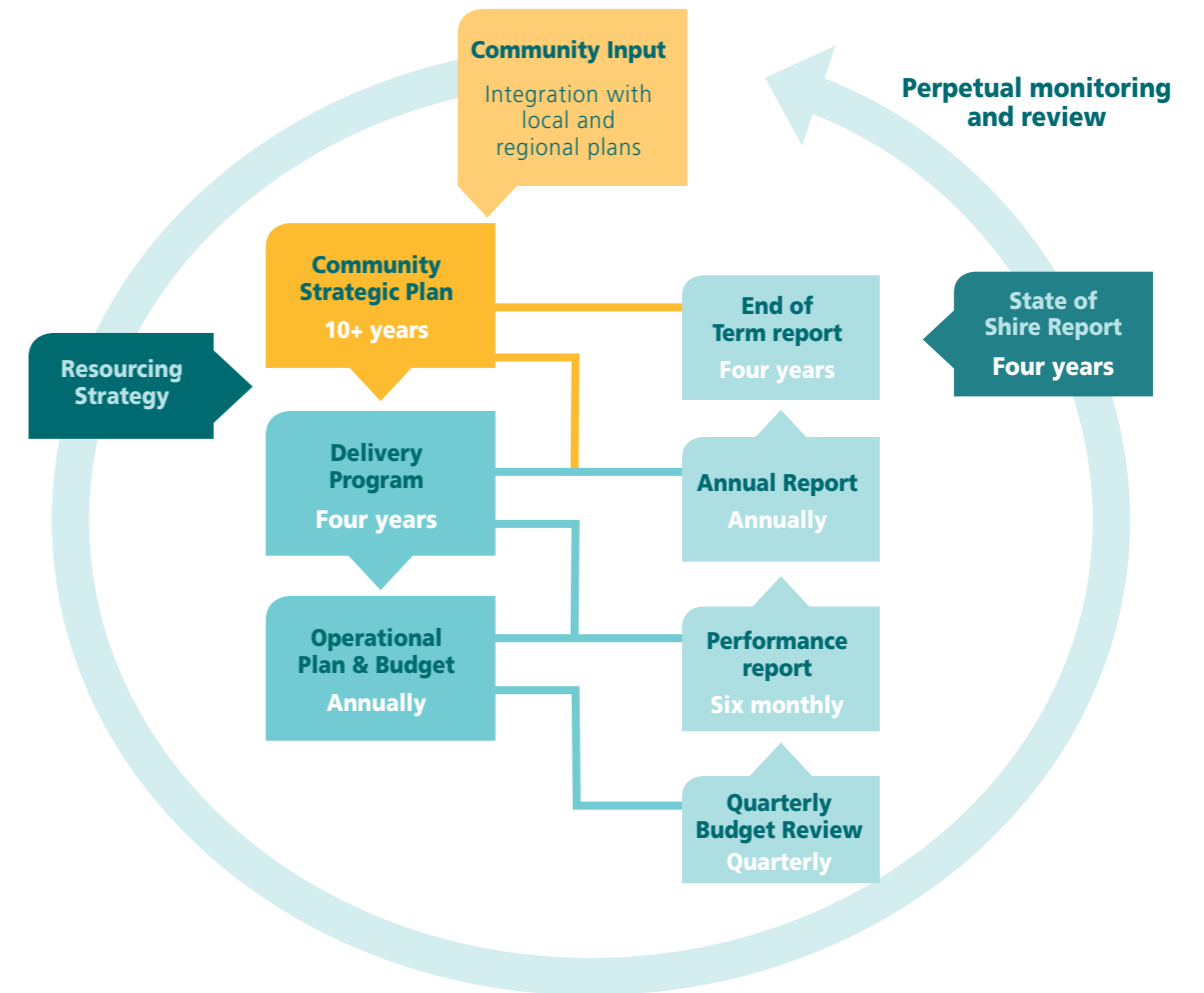 Community Input
Integration with
local and
regional plans
Perpetual monitoring
and review
Community
Strategic Plan
10+ years
End of
Term report
Four years
State of
Shire Report
Four years
Resourcing
Strategy
Delivery
Program
Four years
Annual Report
Annually
Operational
Plan & Budget
Annually
Performance
report
Six monthly
Quarterly
Budget Review
Quarterly